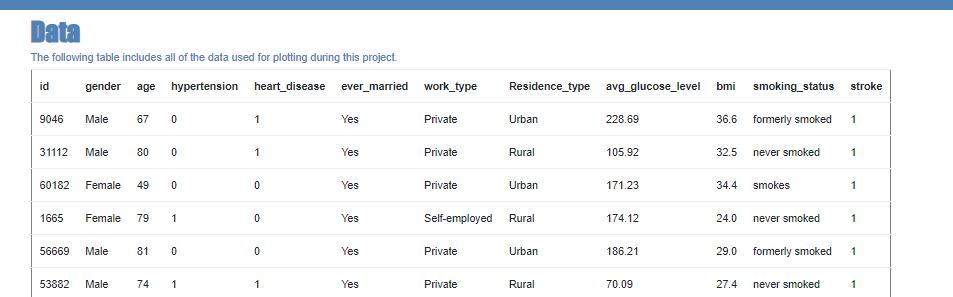 Data
The following table includes all of the data used for plotting during this project.
id gender age hypertension heart_disease ever_married work_type Residence_type avg_glucose_level bmi smoking_status stroke
9046 Male 67 0 1 Yes Private Urban 228.69 36.6 formerly smoked 1
31112 Male 80 0 1 Yes Private Rural 105.92 32.5 never smoked 1
60182 Female 49 0 0 Yes Private Urban 171.23 34.4 smokes 1
1665 Female 79 1 0 Yes Self-employed Rural 174.12 24.0 never smoked 1
56669 Male 81 0 0 Yes Private Urban 186.21 29.0 formerly smoked 1
53882 Male 74 1 1 Yes Private Rural 70.09 27.4 never smoked 1